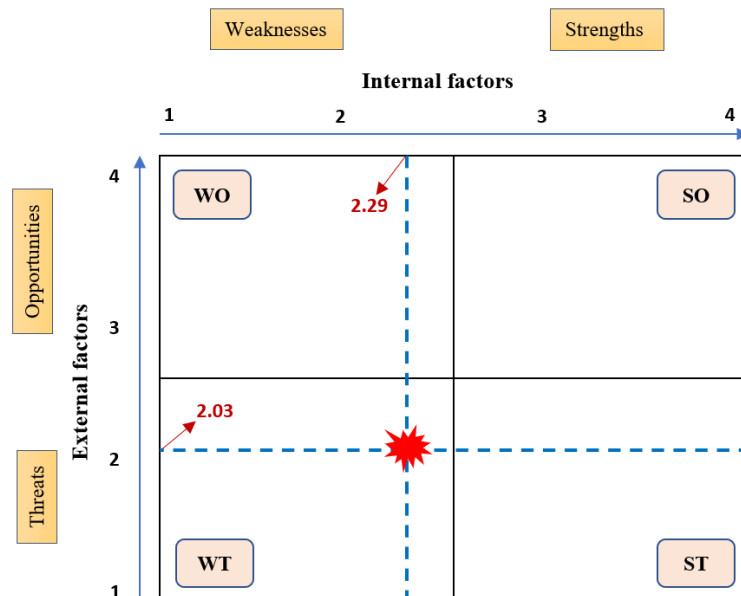 Weaknesses
Strengths
Internal factors
1 2 3 4
4
WO
SO
2.29
Opportunities
3
External factors
2.03
2
Threats
WT
ST
1